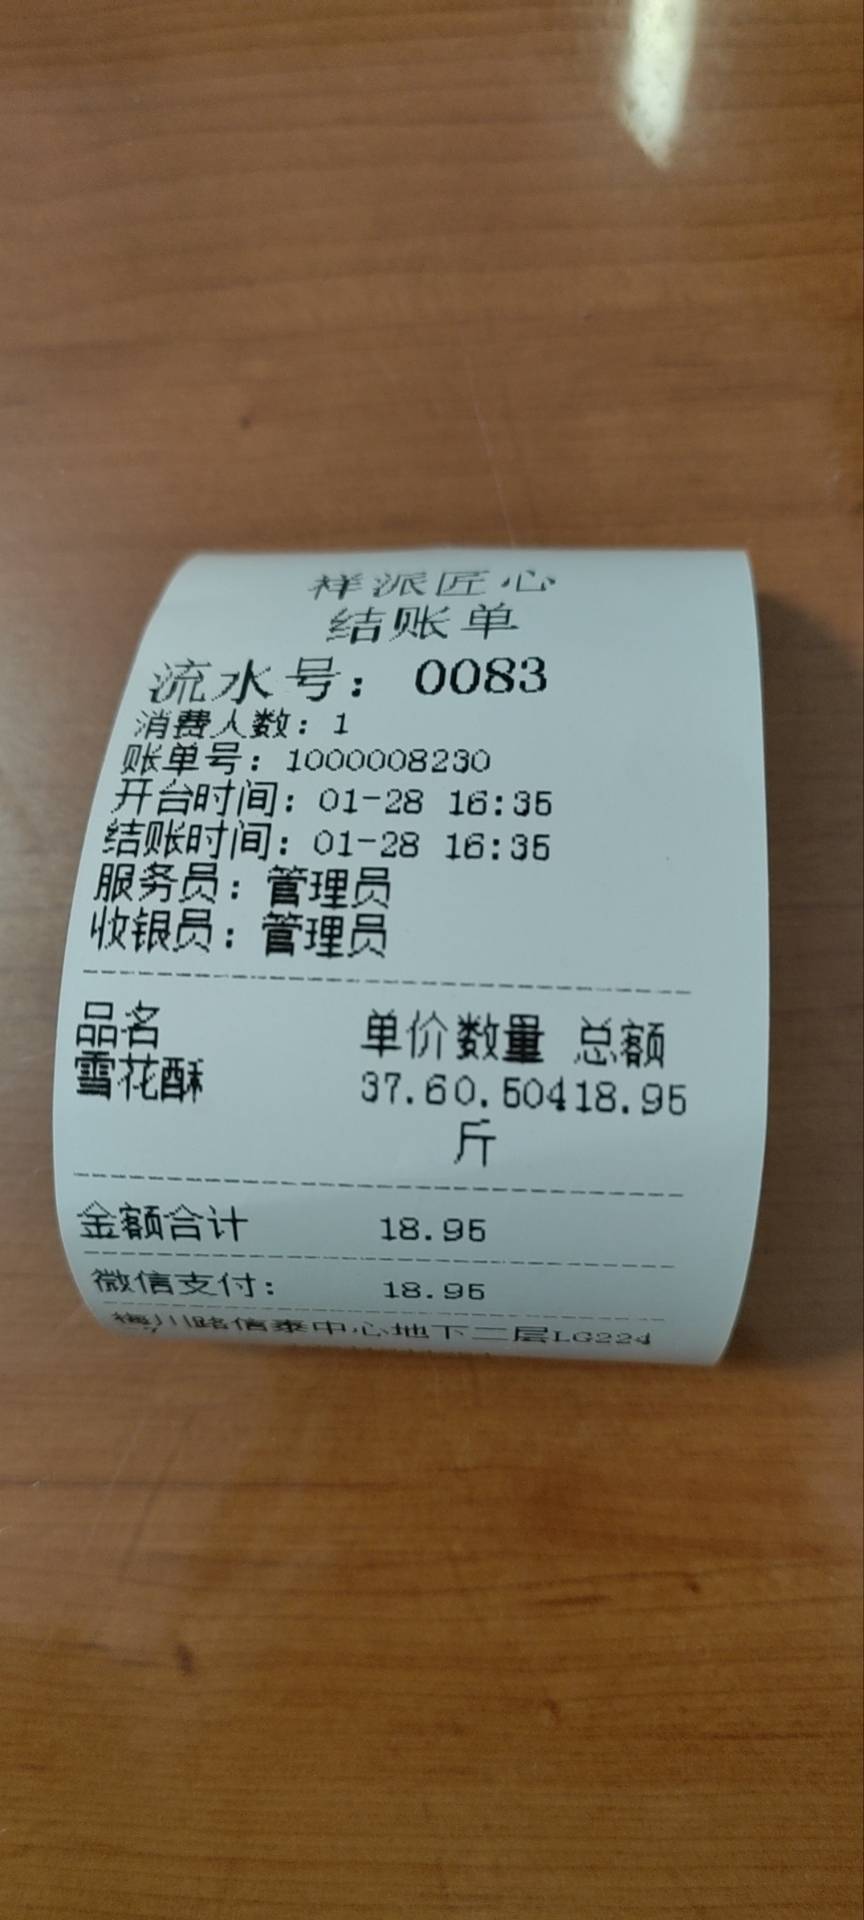 祥派匠心
结账单
流水号：0083
消费人数：1
账单号：1000008230
开台时间：01-28 16:35
结账时间：01-28 16:35
服务员：管理员
收银员：管理员
品名 单价数量 总额
雪花酥 37.60.50418.95
斤
金额合计 18.95
微信支付: 18.95
梅川路信泰中心地下二层LG224